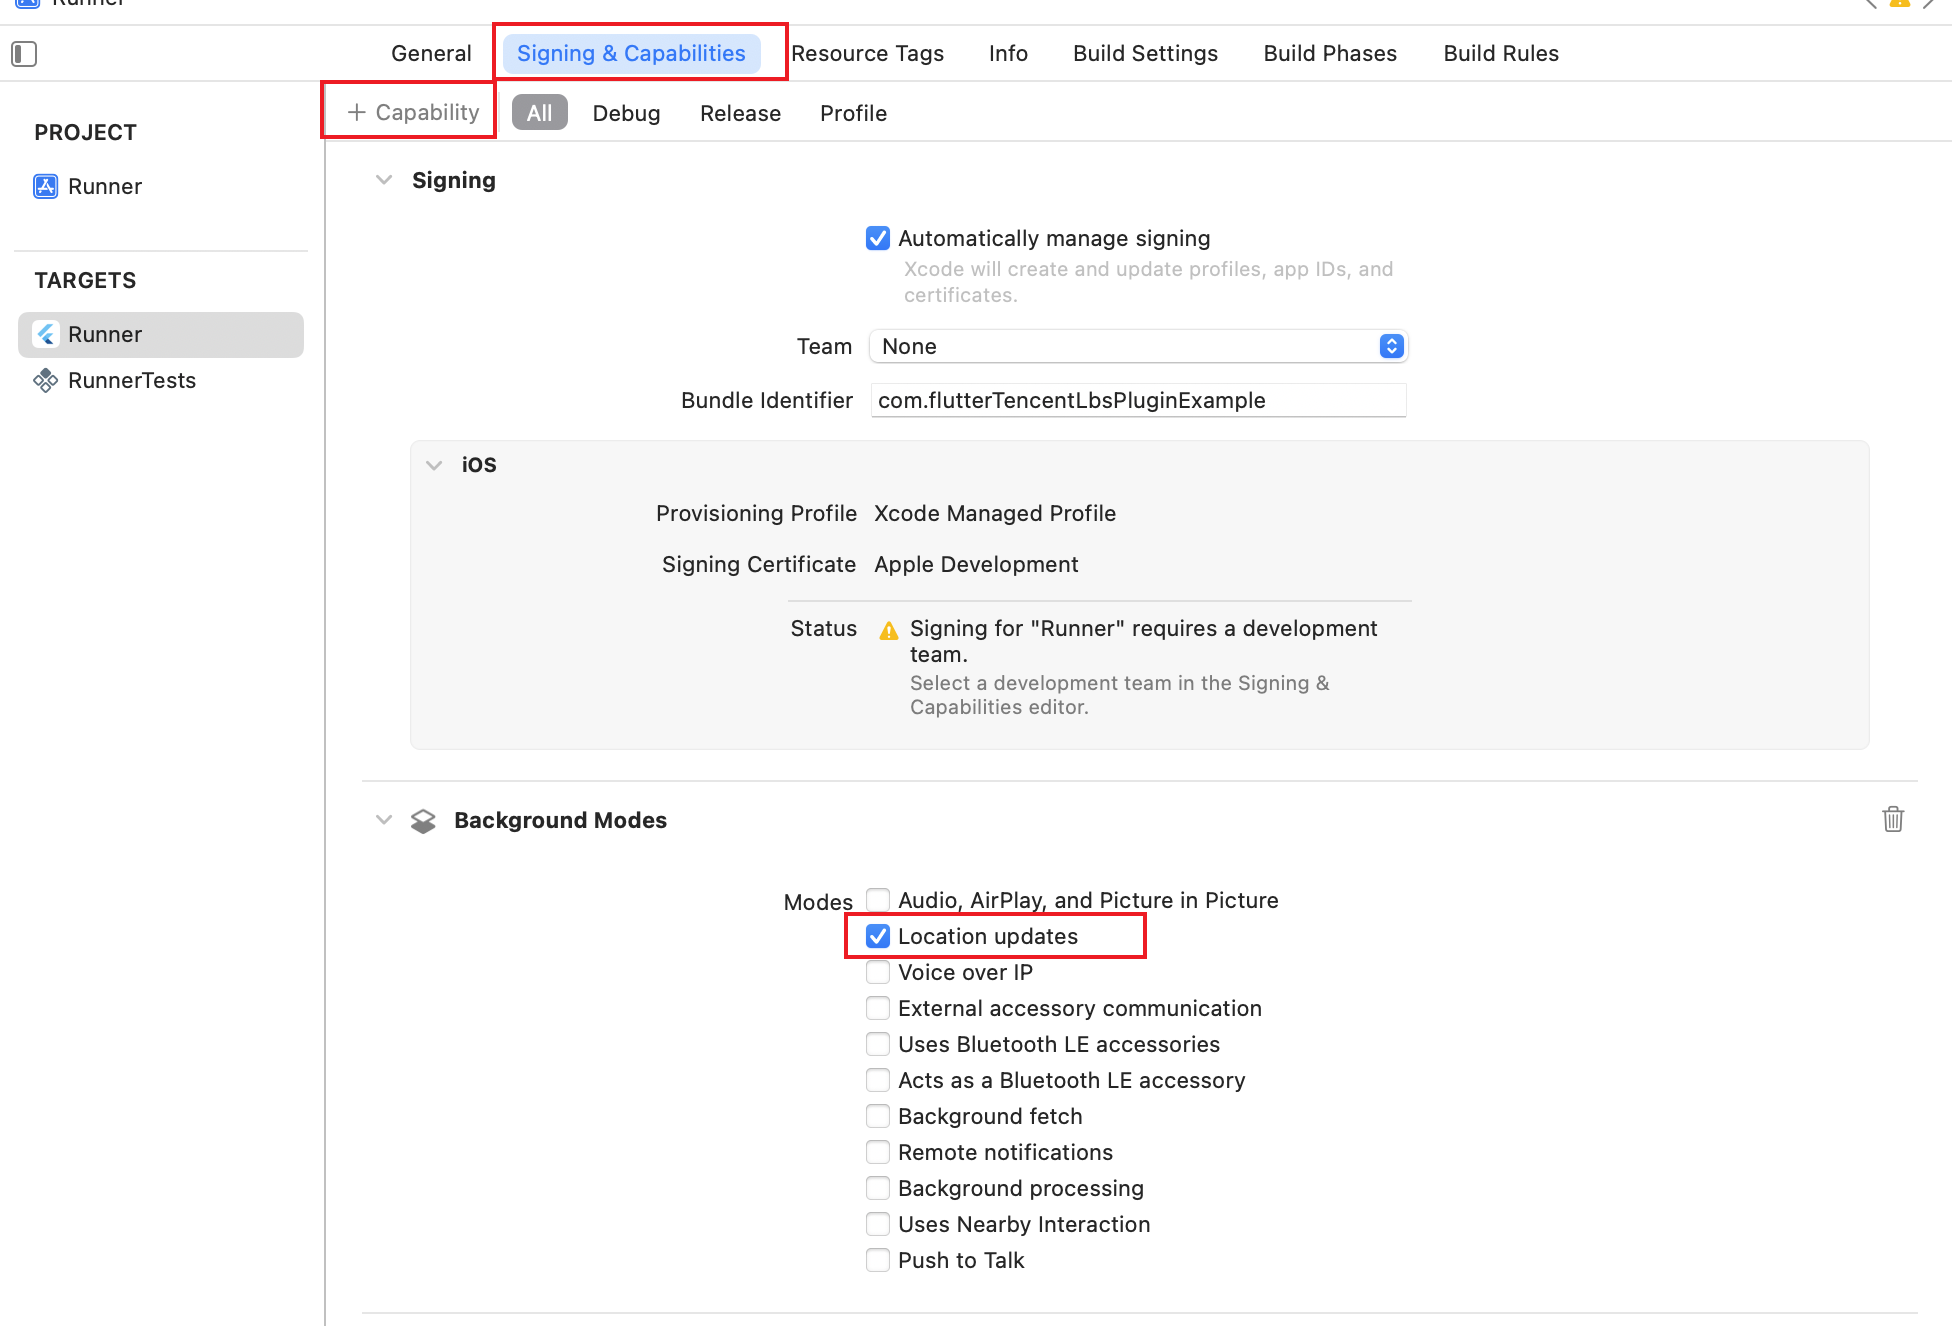 Runner
General
Signing & Capabilities
Resource Tags
Info
Build Settings
Build Phases
Build Rules
+ Capability
All
Debug
Release
Profile
PROJECT
Runner
TARGETS
Runner
RunnerTests
Signing
Automatically manage signing
Xcode will create and update profiles, app IDs, and
certificates.
Team
None
Bundle Identifier
com.flutterTencentLbsPluginExample
iOS
Provisioning Profile
Xcode Managed Profile
Signing Certificate
Apple Development
Status
Signing for "Runner" requires a development
team.
Select a development team in the Signing &
Capabilities editor.
Background Modes
Modes
Audio, AirPlay, and Picture in Picture
Location updates
Voice over IP
External accessory communication
Uses Bluetooth LE accessories
Acts as a Bluetooth LE accessory
Background fetch
Remote notifications
Background processing
Uses Nearby Interaction
Push to Talk